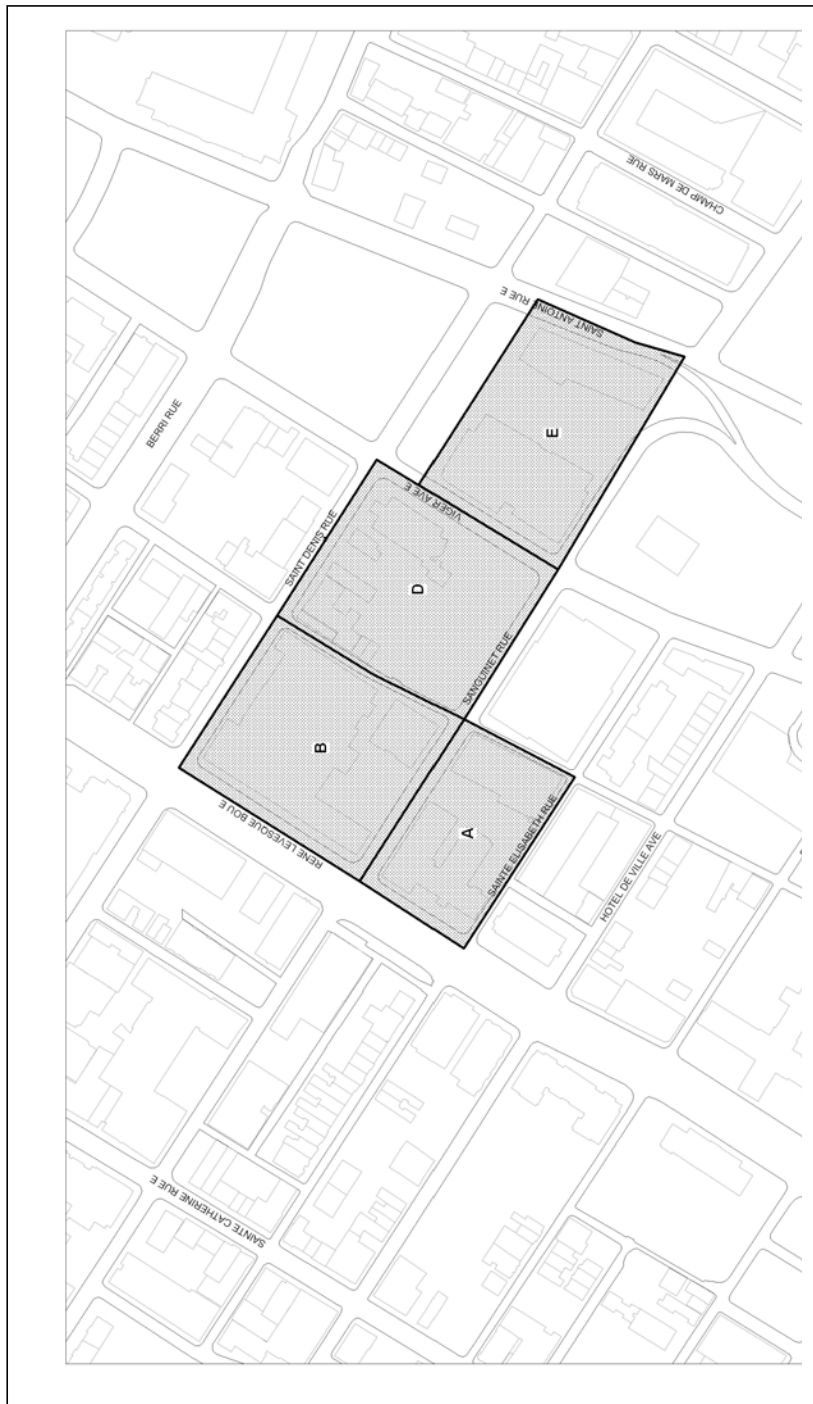 CHAMP DE MARS RUE
SAINT ANTOINE RUE E
BERRI RUE
SAINT DENIS RUE
VIGER AVE E
E
D
SANGUINET RUE
B
RENE LEVESQUE BOU E
A
SAINTE ELISABETH RUE
HOTEL DE VILLE AVE
SAINTE CATHERINE RUE E